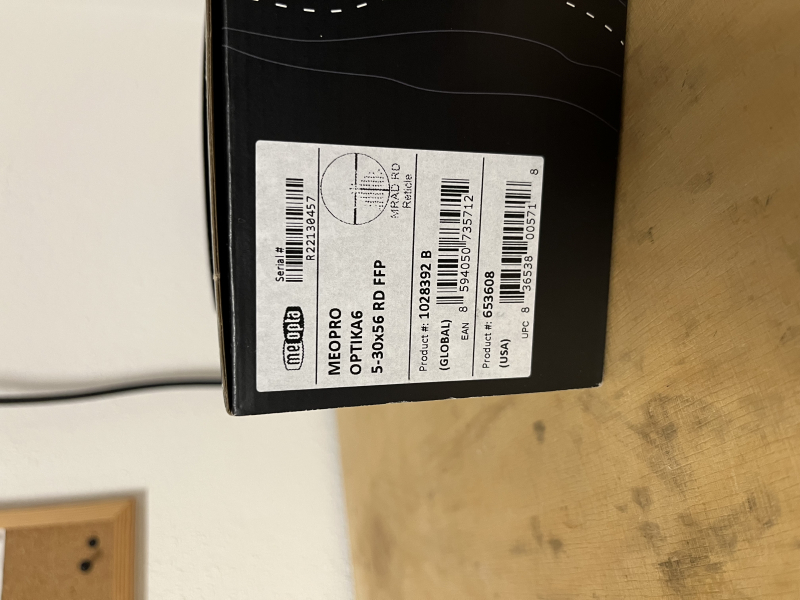 meopta
Serial #
R22130457
MEOPRO
OPTIKA6
5-30x56 RD FFP
MRAD RD
Reticle
Product #: 1028392 B
(GLOBAL)
EAN
8 594050 735712
Product #: 653608
(USA)
UPC
8 36538 00571 8